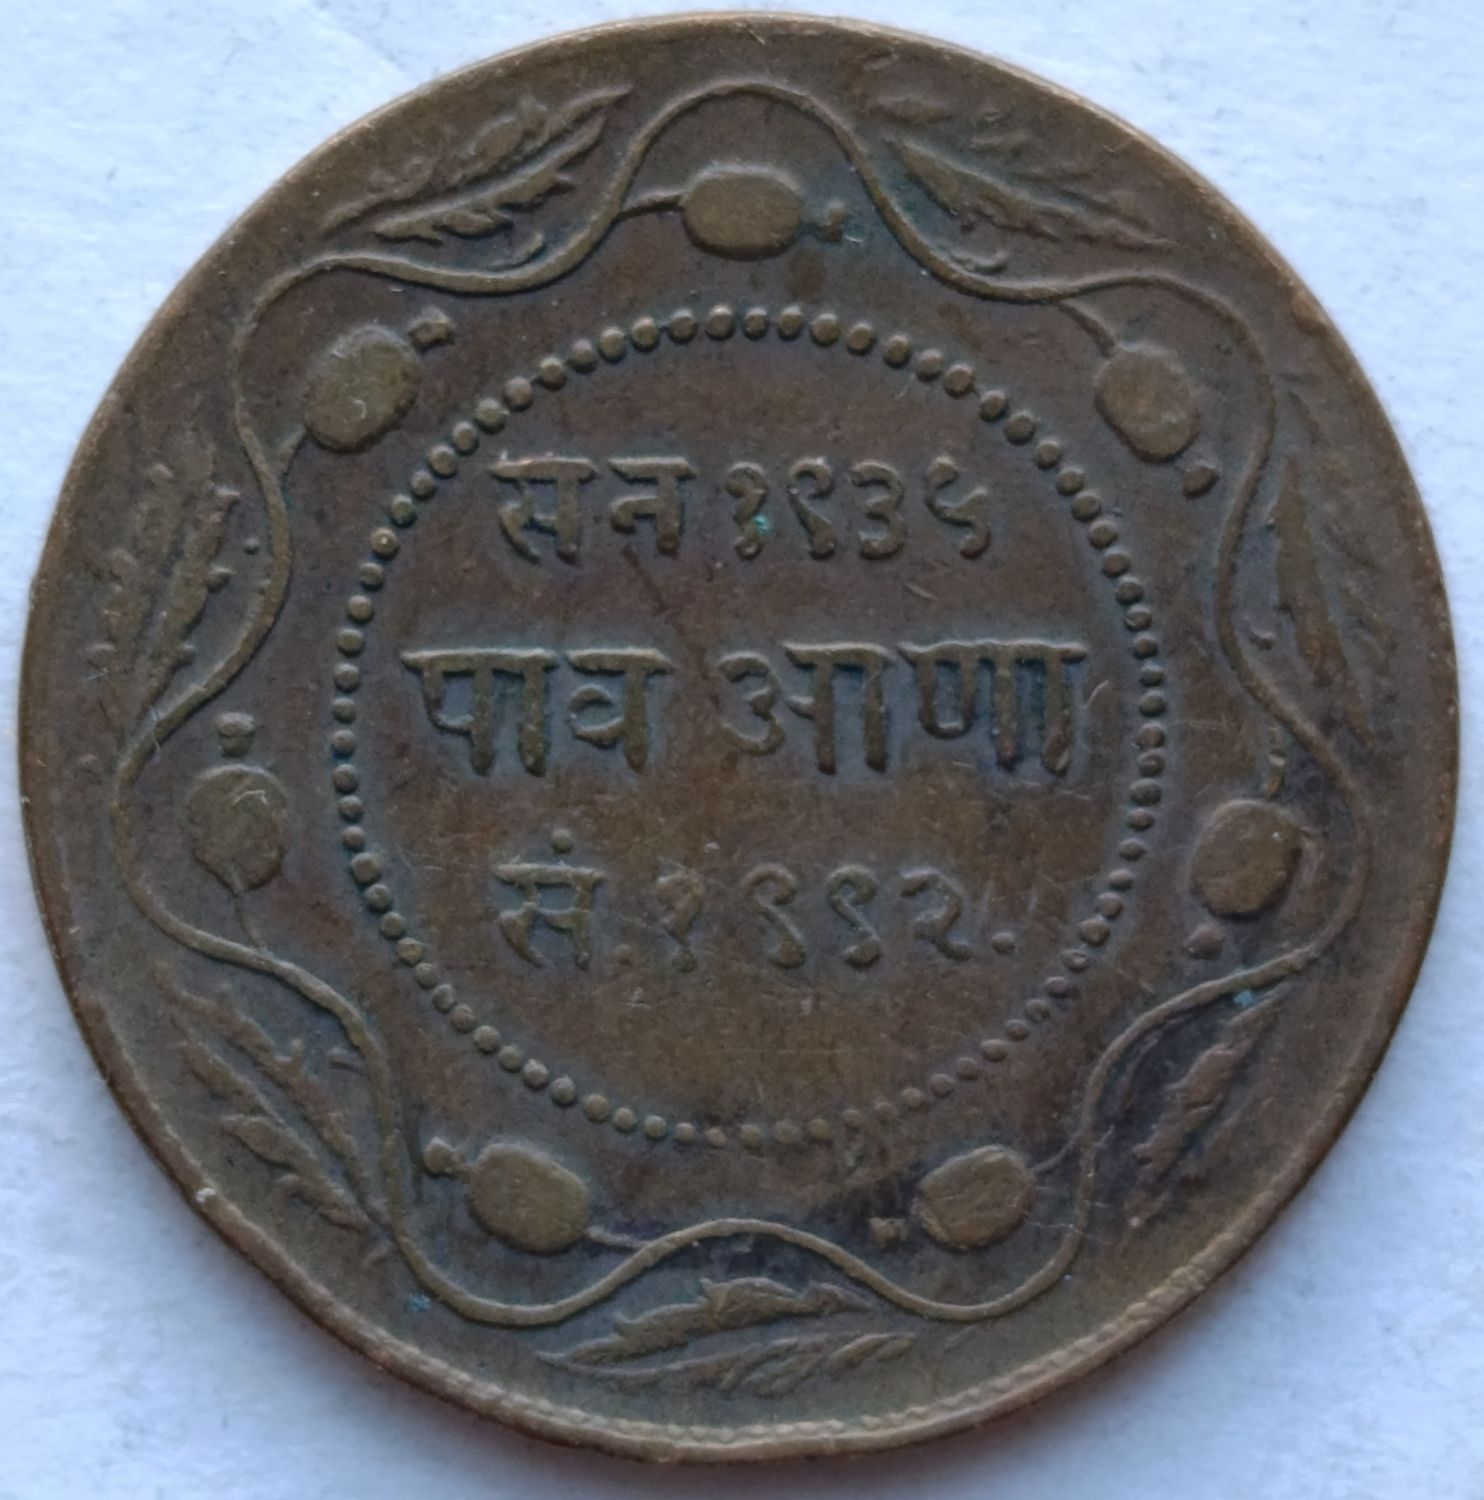 सन १९३५
पाव आणा
सं. १९९२.